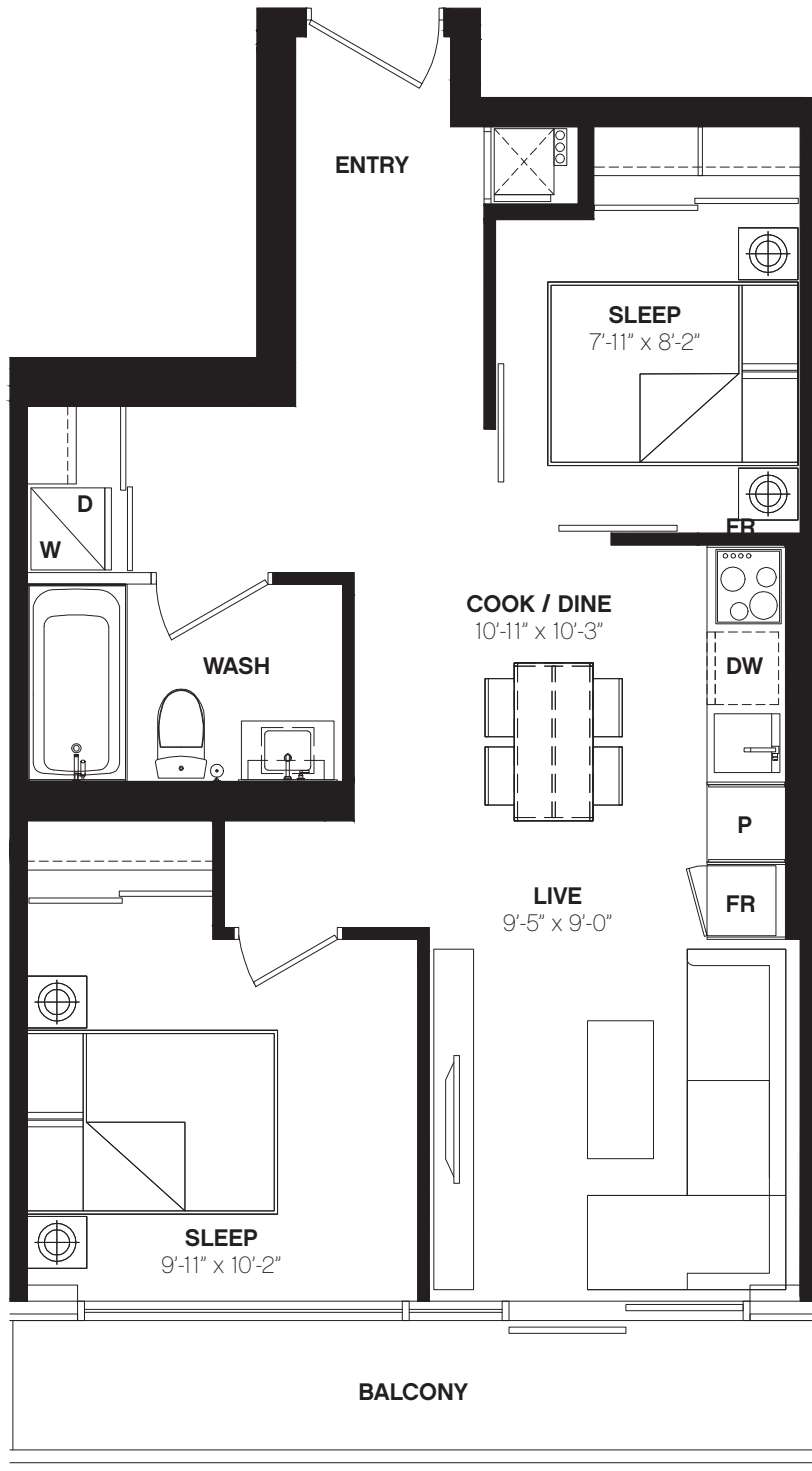 ENTRY
SLEEP
7'-11" x 8'-2"
D
W
FR
COOK / DINE
10'-11" x 10'-3"
WASH
DW
P
LIVE
9'-5" x 9'-0"
FR
SLEEP
9'-11" x 10'-2"
BALCONY